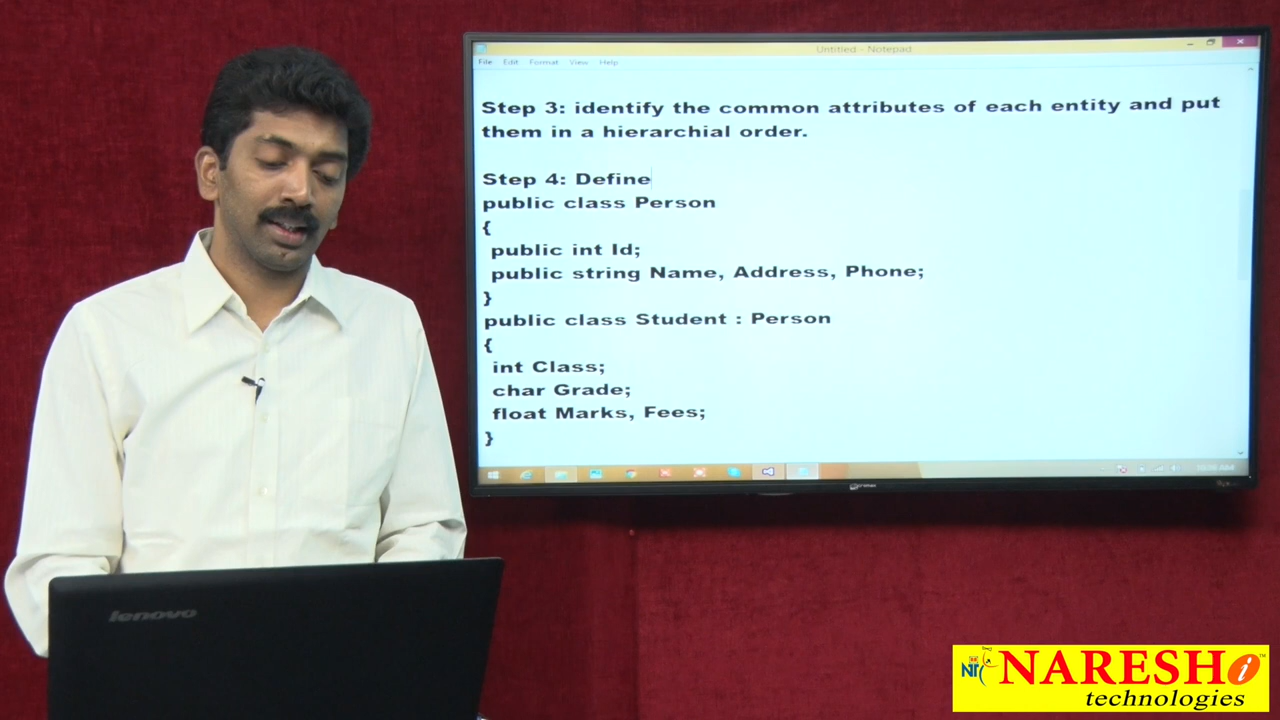 Untitled - Notepad
File Edit Format View Help
Step 3: identify the common attributes of each entity and put
them in a hierarchial order.
Step 4: Define
public class Person
{
public int Id;
public string Name, Address, Phone;
}
public class Student : Person
{
int Class;
char Grade;
float Marks, Fees;
}
lenovo
NT
NARESH i
technologies